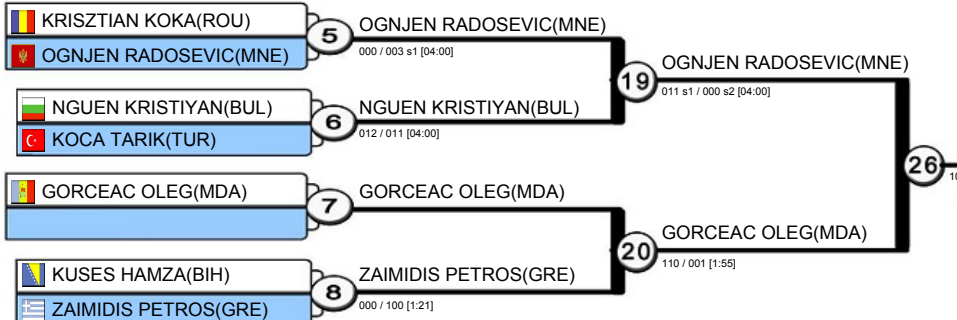 KRISZTIAN KOKA(ROU)
OGNJEN RADOSEVIC(MNE)
5
OGNJEN RADOSEVIC(MNE)
000 / 003 s1 [04:00]
NGUEN KRISTIYAN(BUL)
KOCA TARIK(TUR)
6
NGUEN KRISTIYAN(BUL)
012 / 011 [04:00]
19
OGNJEN RADOSEVIC(MNE)
011 s1 / 000 s2 [04:00]
GORCEAC OLEG(MDA)
7
GORCEAC OLEG(MDA)
KUSES HAMZA(BIH)
ZAIMIDIS PETROS(GRE)
8
ZAIMIDIS PETROS(GRE)
000 / 100 [1:21]
20
GORCEAC OLEG(MDA)
110 / 001 [1:55]
26